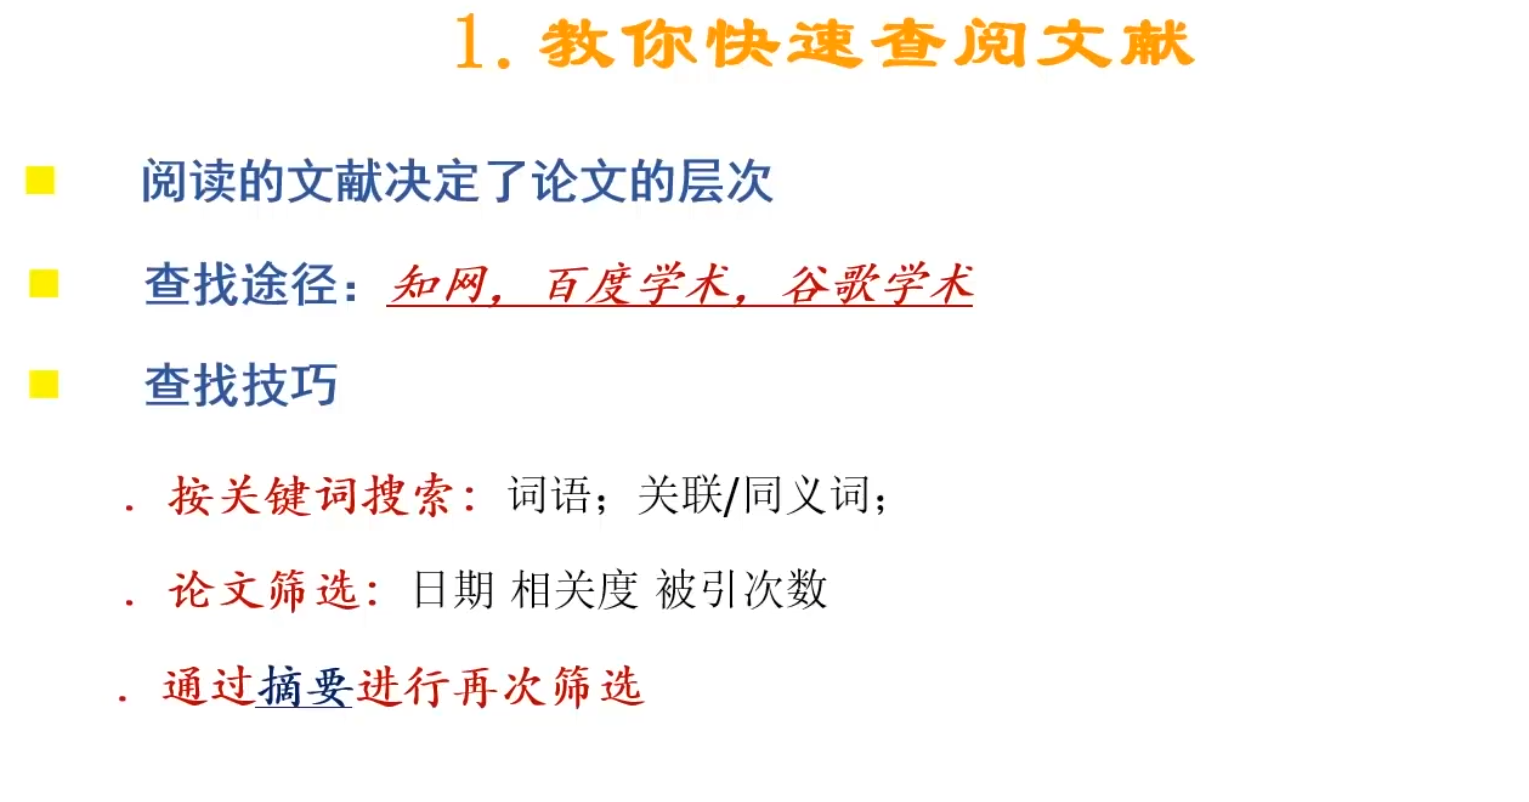 1.教你快速查阅文献
阅读的文献决定了论文的层次
查找途径：知网，百度学术，谷歌学术
查找技巧
. 按关键词搜索：词语；关联/同义词；
. 论文筛选：日期 相关度 被引次数
. 通过摘要进行再次筛选